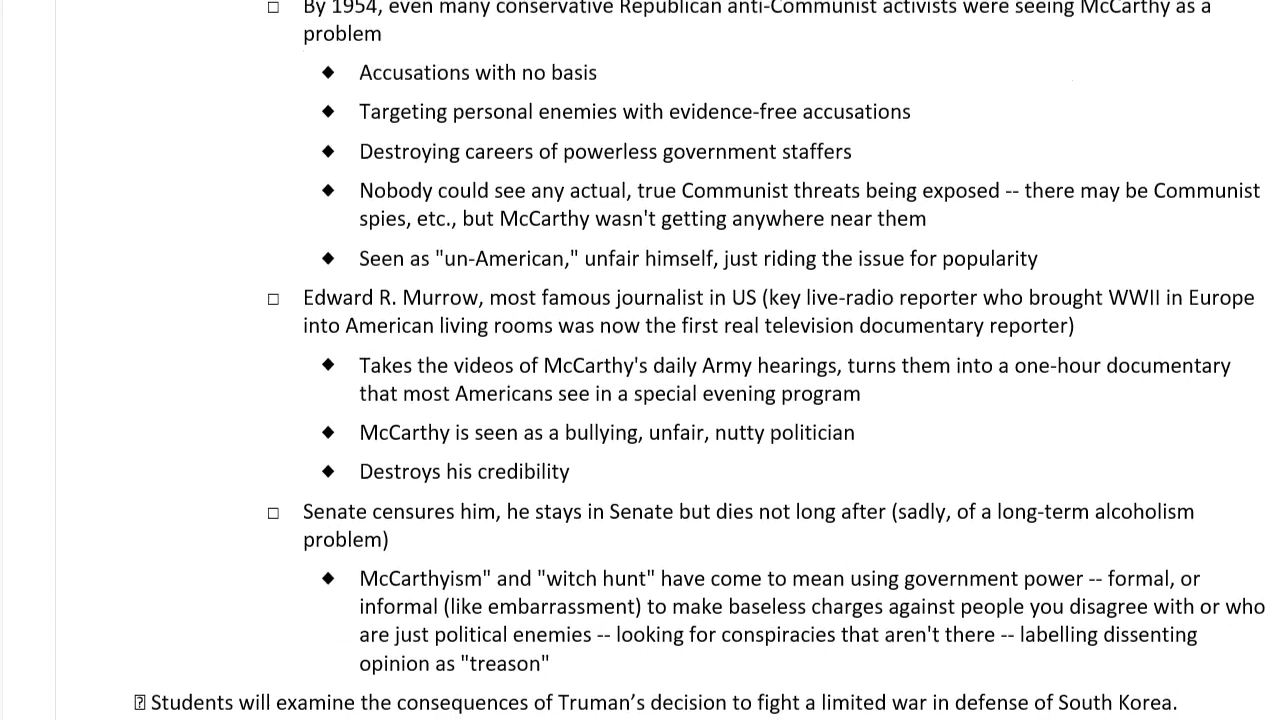 □ By 1954, even many conservative Republican anti-Communist activists were seeing McCarthy as a
problem
◆ Accusations with no basis
◆ Targeting personal enemies with evidence-free accusations
◆ Destroying careers of powerless government staffers
◆ Nobody could see any actual, true Communist threats being exposed -- there may be Communist
spies, etc., but McCarthy wasn't getting anywhere near them
◆ Seen as "un-American," unfair himself, just riding the issue for popularity
□ Edward R. Murrow, most famous journalist in US (key live-radio reporter who brought WWII in Europe
into American living rooms was now the first real television documentary reporter)
◆ Takes the videos of McCarthy's daily Army hearings, turns them into a one-hour documentary
that most Americans see in a special evening program
◆ McCarthy is seen as a bullying, unfair, nutty politician
◆ Destroys his credibility
□ Senate censures him, he stays in Senate but dies not long after (sadly, of a long-term alcoholism
problem)
◆ McCarthyism" and "witch hunt" have come to mean using government power -- formal, or
informal (like embarrassment) to make baseless charges against people you disagree with or who
are just political enemies -- looking for conspiracies that aren't there -- labelling dissenting
opinion as "treason"
⍰ Students will examine the consequences of Truman’s decision to fight a limited war in defense of South Korea.